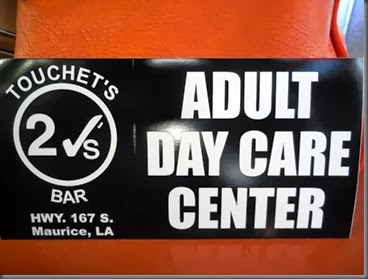 TOUCHET'S
2✓'s
BAR
HWY. 167 S.
Maurice, LA
ADULT
DAY CARE
CENTER